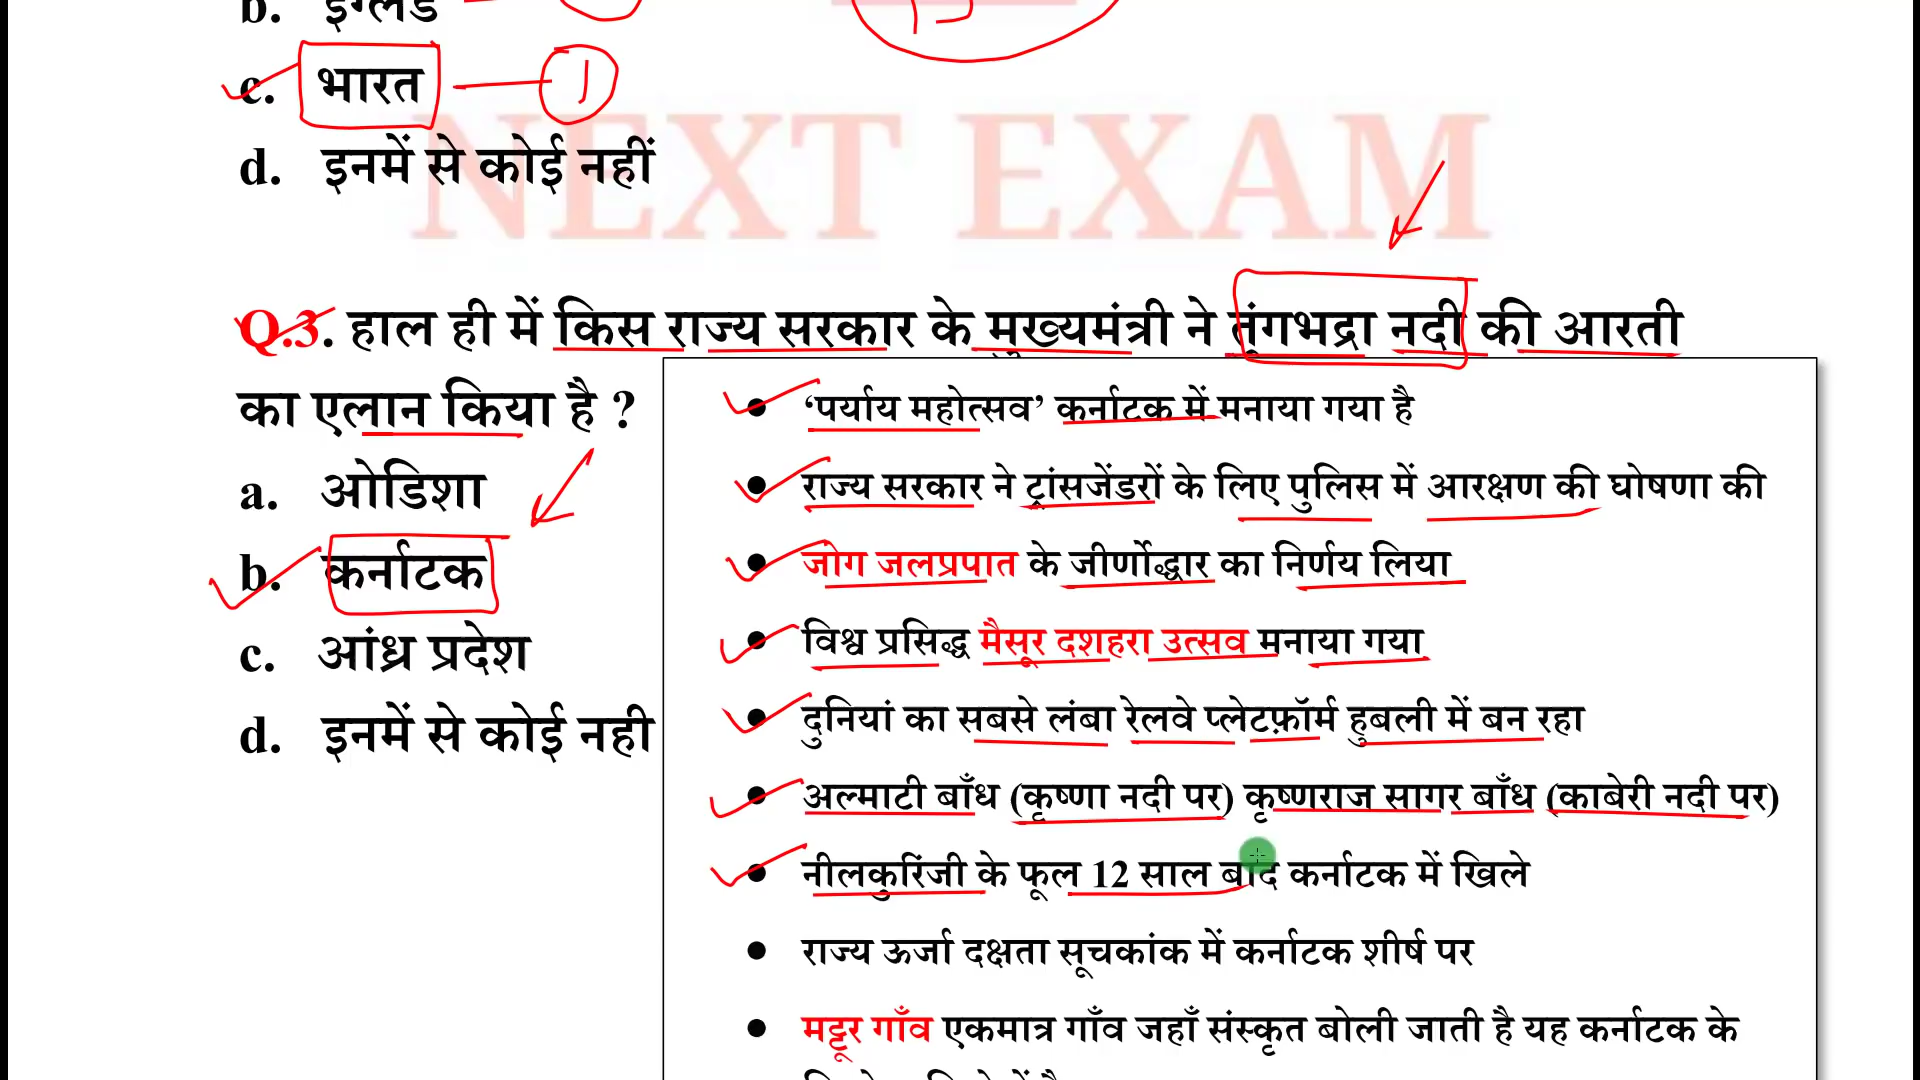 b. इंग्लैंड
c. भारत 1
d. इनमें से कोई नहीं
NEXT EXAM
Q.3. हाल ही में किस राज्य सरकार के मुख्यमंत्री ने तुंगभद्रा नदी की आरती
का एलान किया है ?
a. ओडिशा
b. कर्नाटक
c. आंध्र प्रदेश
d. इनमें से कोई नही
• ‘पर्याय महोत्सव’ कर्नाटक में मनाया गया है
• राज्य सरकार ने ट्रांसजेंडरों के लिए पुलिस में आरक्षण की घोषणा की
• जोग जलप्रपात के जीर्णोद्धार का निर्णय लिया
• विश्व प्रसिद्ध मैसूर दशहरा उत्सव मनाया गया
• दुनियां का सबसे लंबा रेलवे प्लेटफ़ॉर्म हुबली में बन रहा
• अल्माटी बाँध (कृष्णा नदी पर) कृष्णराज सागर बाँध (काबेरी नदी पर)
• नीलकुरिंजी के फूल 12 साल बाद कर्नाटक में खिले
• राज्य ऊर्जा दक्षता सूचकांक में कर्नाटक शीर्ष पर
• मट्टूर गाँव एकमात्र गाँव जहाँ संस्कृत बोली जाती है यह कर्नाटक के